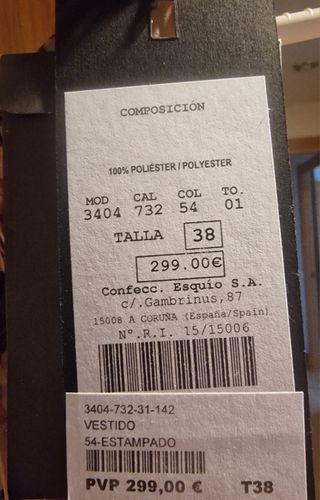 COMPOSICIÓN
100% POLIÉSTER / POLYESTER
MOD CAL COL TO.
3404 732 54 01
TALLA 38
299.00€
Confecc. Esquío S.A.
c/.Gambrinus,87
15008 A CORUÑA (España/Spain)
Nº.R.I. 15/15006
3404-732-31-142
VESTIDO
54-ESTAMPADO
PVP 299,00 € T38